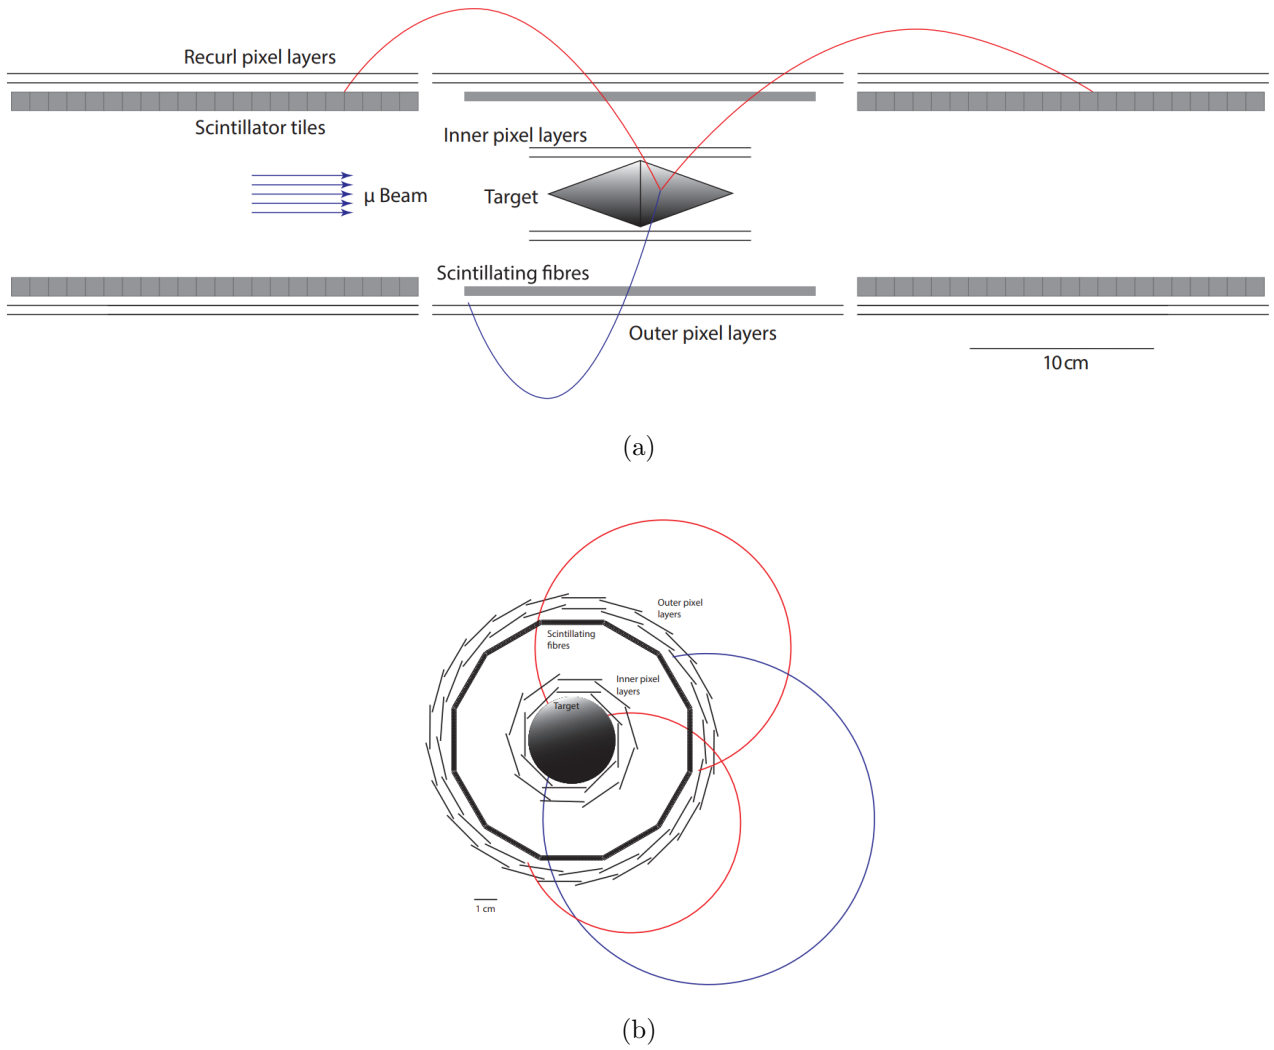 Recurl pixel layers
Scintillator tiles
Inner pixel layers
μ Beam
Target
Scintillating fibres
Outer pixel layers
10 cm
(a)
Outer pixel
layers
Scintillating
fibres
Inner pixel
layers
Target
1 cm
(b)